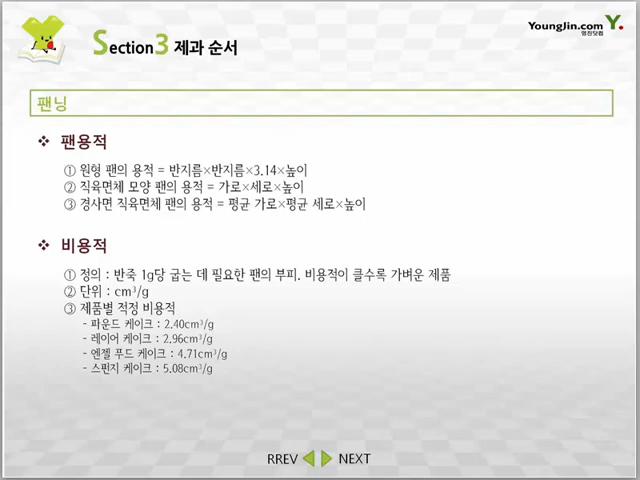 YoungJin.com Y.
영진닷컴
Section3 제과 순서
팬닝
❖ 팬용적
① 원형 팬의 용적 = 반지름×반지름×3.14×높이
② 직육면체 모양 팬의 용적 = 가로×세로×높이
③ 경사면 직육면체 팬의 용적 = 평균 가로×평균 세로×높이
❖ 비용적
① 정의 : 반죽 1g당 굽는 데 필요한 팬의 부피. 비용적이 클수록 가벼운 제품
② 단위 : cm³/g
③ 제품별 적정 비용적
- 파운드 케이크 : 2.40cm³/g
- 레이어 케이크 : 2.96cm³/g
- 엔젤 푸드 케이크 : 4.71cm³/g
- 스펀지 케이크 : 5.08cm³/g
RREV NEXT